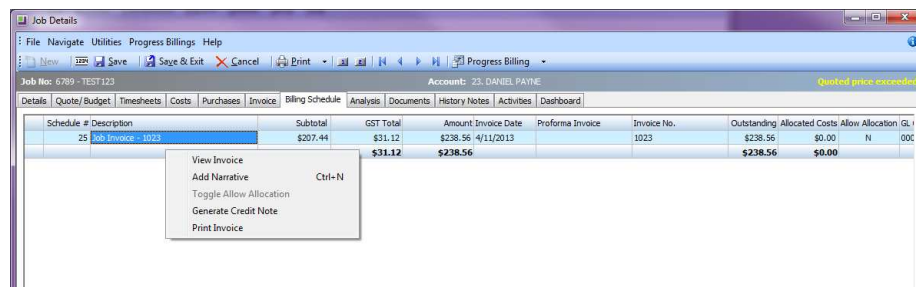 Job Details
File Navigate Utilities Progress Billings Help
New Save Save & Exit Cancel Print Progress Billing
Job No: 6789 - TEST123 Account: 23. DANIEL PAYNE Quoted price exceeded
Details Quote/Budget Timesheets Costs Purchases Invoice Billing Schedule Analysis Documents History Notes Activities Dashboard
Schedule # Description Subtotal GST Total Amount Invoice Date Proforma Invoice Invoice No. Outstanding Allocated Costs Allow Allocation GL
25 Job Invoice - 1023 $207.44 $31.12 $238.56 4/11/2013 1023 $238.56 $0.00 N 000
$31.12 $238.56 $238.56 $0.00
View Invoice
Add Narrative Ctrl+N
Toggle Allow Allocation
Generate Credit Note
Print Invoice